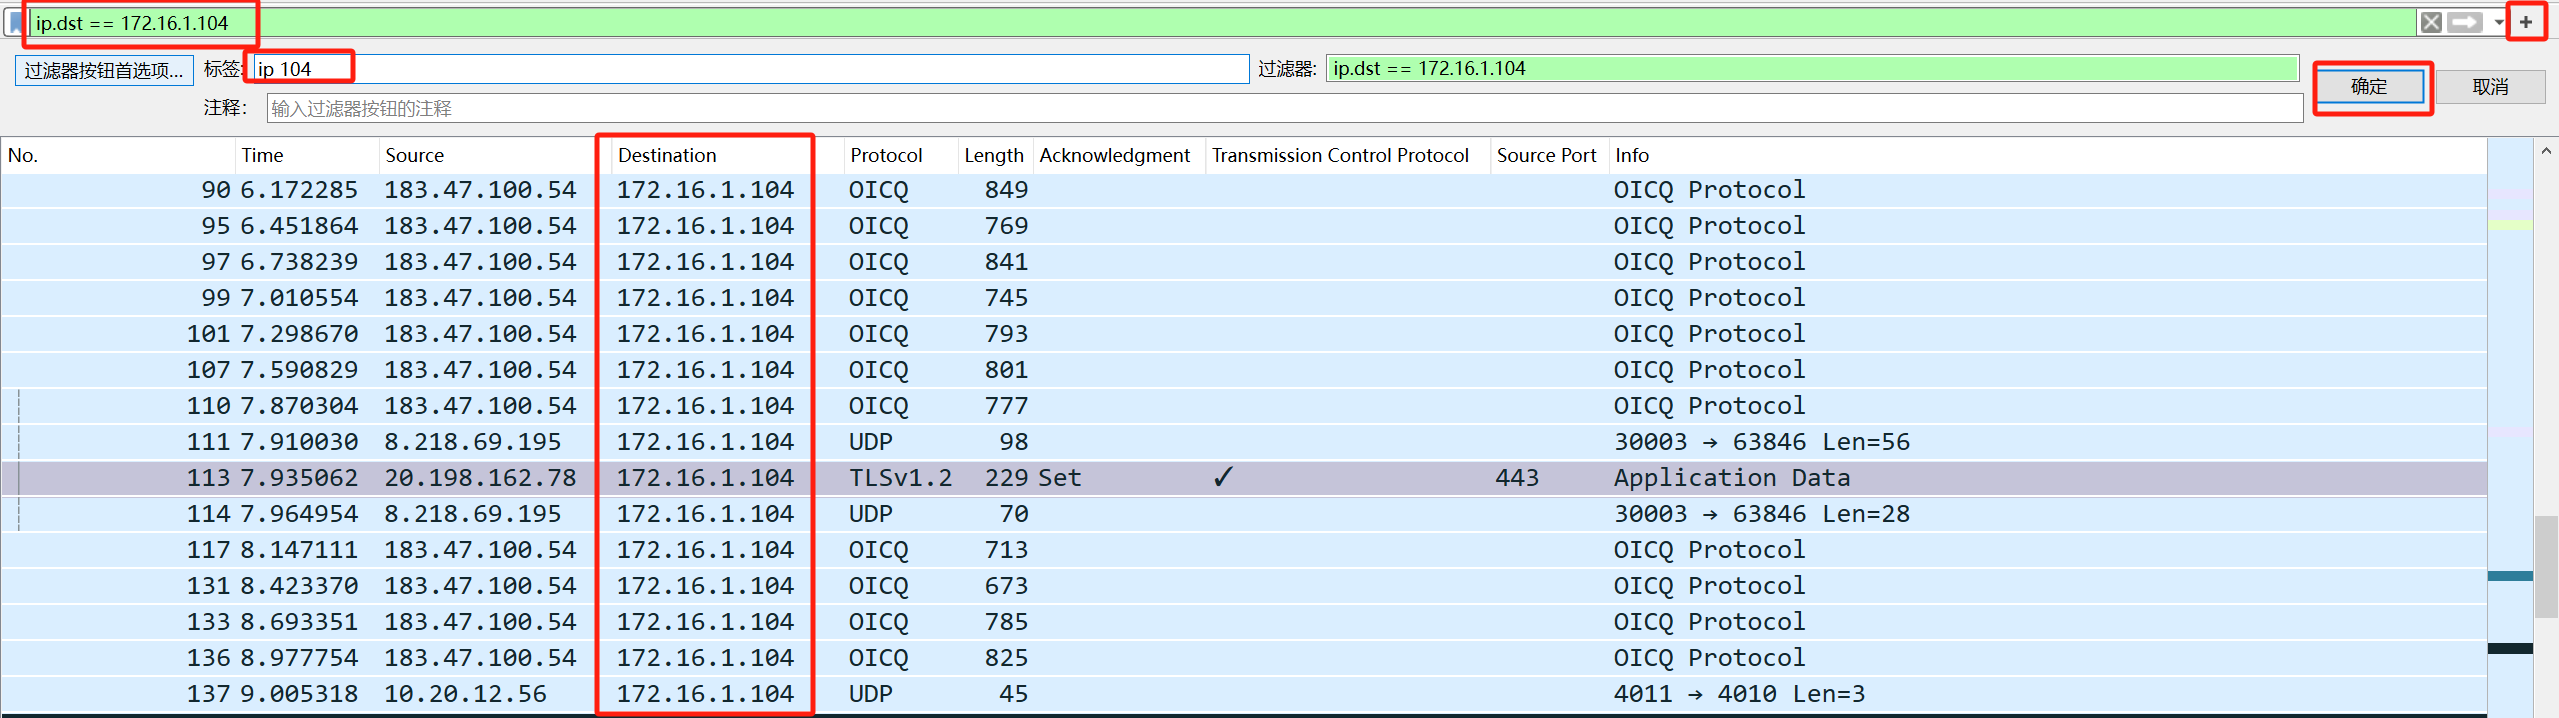 ip.dst == 172.16.1.104 +
过滤器按钮首选项... 标签: ip 104 过滤器: ip.dst == 172.16.1.104 确定 取消
注释: 输入过滤器按钮的注释
No. Time Source Destination Protocol Length Acknowledgment Transmission Control Protocol Source Port Info
90 6.172285 183.47.100.54 172.16.1.104 OICQ 849 OICQ Protocol
95 6.451864 183.47.100.54 172.16.1.104 OICQ 769 OICQ Protocol
97 6.738239 183.47.100.54 172.16.1.104 OICQ 841 OICQ Protocol
99 7.010554 183.47.100.54 172.16.1.104 OICQ 745 OICQ Protocol
101 7.298670 183.47.100.54 172.16.1.104 OICQ 793 OICQ Protocol
107 7.590829 183.47.100.54 172.16.1.104 OICQ 801 OICQ Protocol
110 7.870304 183.47.100.54 172.16.1.104 OICQ 777 OICQ Protocol
111 7.910030 8.218.69.195 172.16.1.104 UDP 98 30003 → 63846 Len=56
113 7.935062 20.198.162.78 172.16.1.104 TLSv1.2 229 Set ✓ 443 Application Data
114 7.964954 8.218.69.195 172.16.1.104 UDP 70 30003 → 63846 Len=28
117 8.147111 183.47.100.54 172.16.1.104 OICQ 713 OICQ Protocol
131 8.423370 183.47.100.54 172.16.1.104 OICQ 673 OICQ Protocol
133 8.693351 183.47.100.54 172.16.1.104 OICQ 785 OICQ Protocol
136 8.977754 183.47.100.54 172.16.1.104 OICQ 825 OICQ Protocol
137 9.005318 10.20.12.56 172.16.1.104 UDP 45 4011 → 4010 Len=3